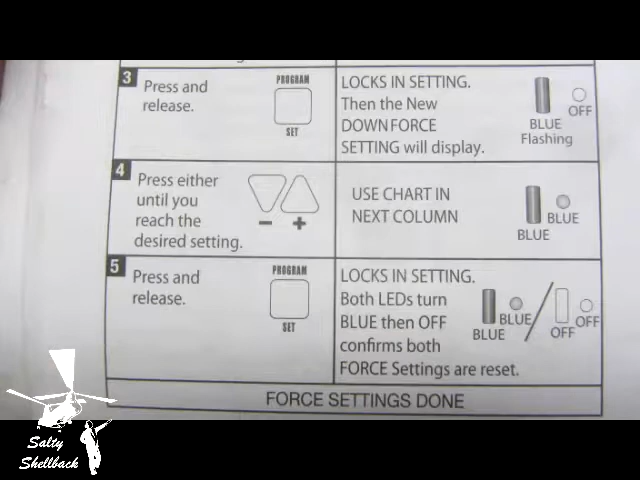 3
Press and
release.
PROGRAM
SET
LOCKS IN SETTING.
Then the New
DOWN FORCE
SETTING will display.
OFF
BLUE
Flashing
4
Press either
until you
reach the
desired setting.
− +
USE CHART IN
NEXT COLUMN
BLUE
BLUE
5
Press and
release.
PROGRAM
SET
LOCKS IN SETTING.
Both LEDs turn
BLUE then OFF
confirms both
FORCE Settings are reset.
BLUE
BLUE
/
OFF
OFF
FORCE SETTINGS DONE
Salty
Shellback